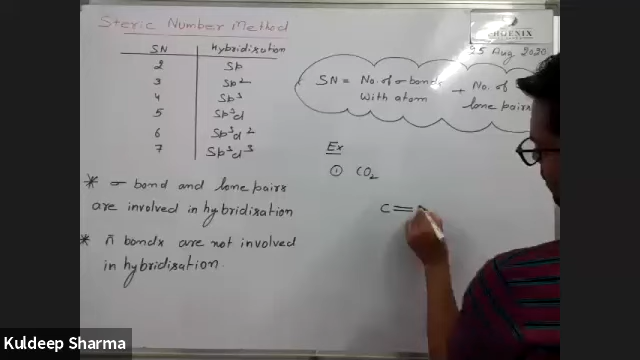 Steric Number Method
PHOENIX
25 Aug 2020
SN Hybridisation
2 Sp
3 Sp²
4 Sp³
5 Sp³d
6 Sp³d²
7 Sp³d³
SN = No. of σ bonds + No. of
With atom lone pairs
Ex
① CO₂
C=
* σ bond and lone pairs
are involved in hybridisation
* π bonds are not involved
in hybridisation.
Kuldeep Sharma